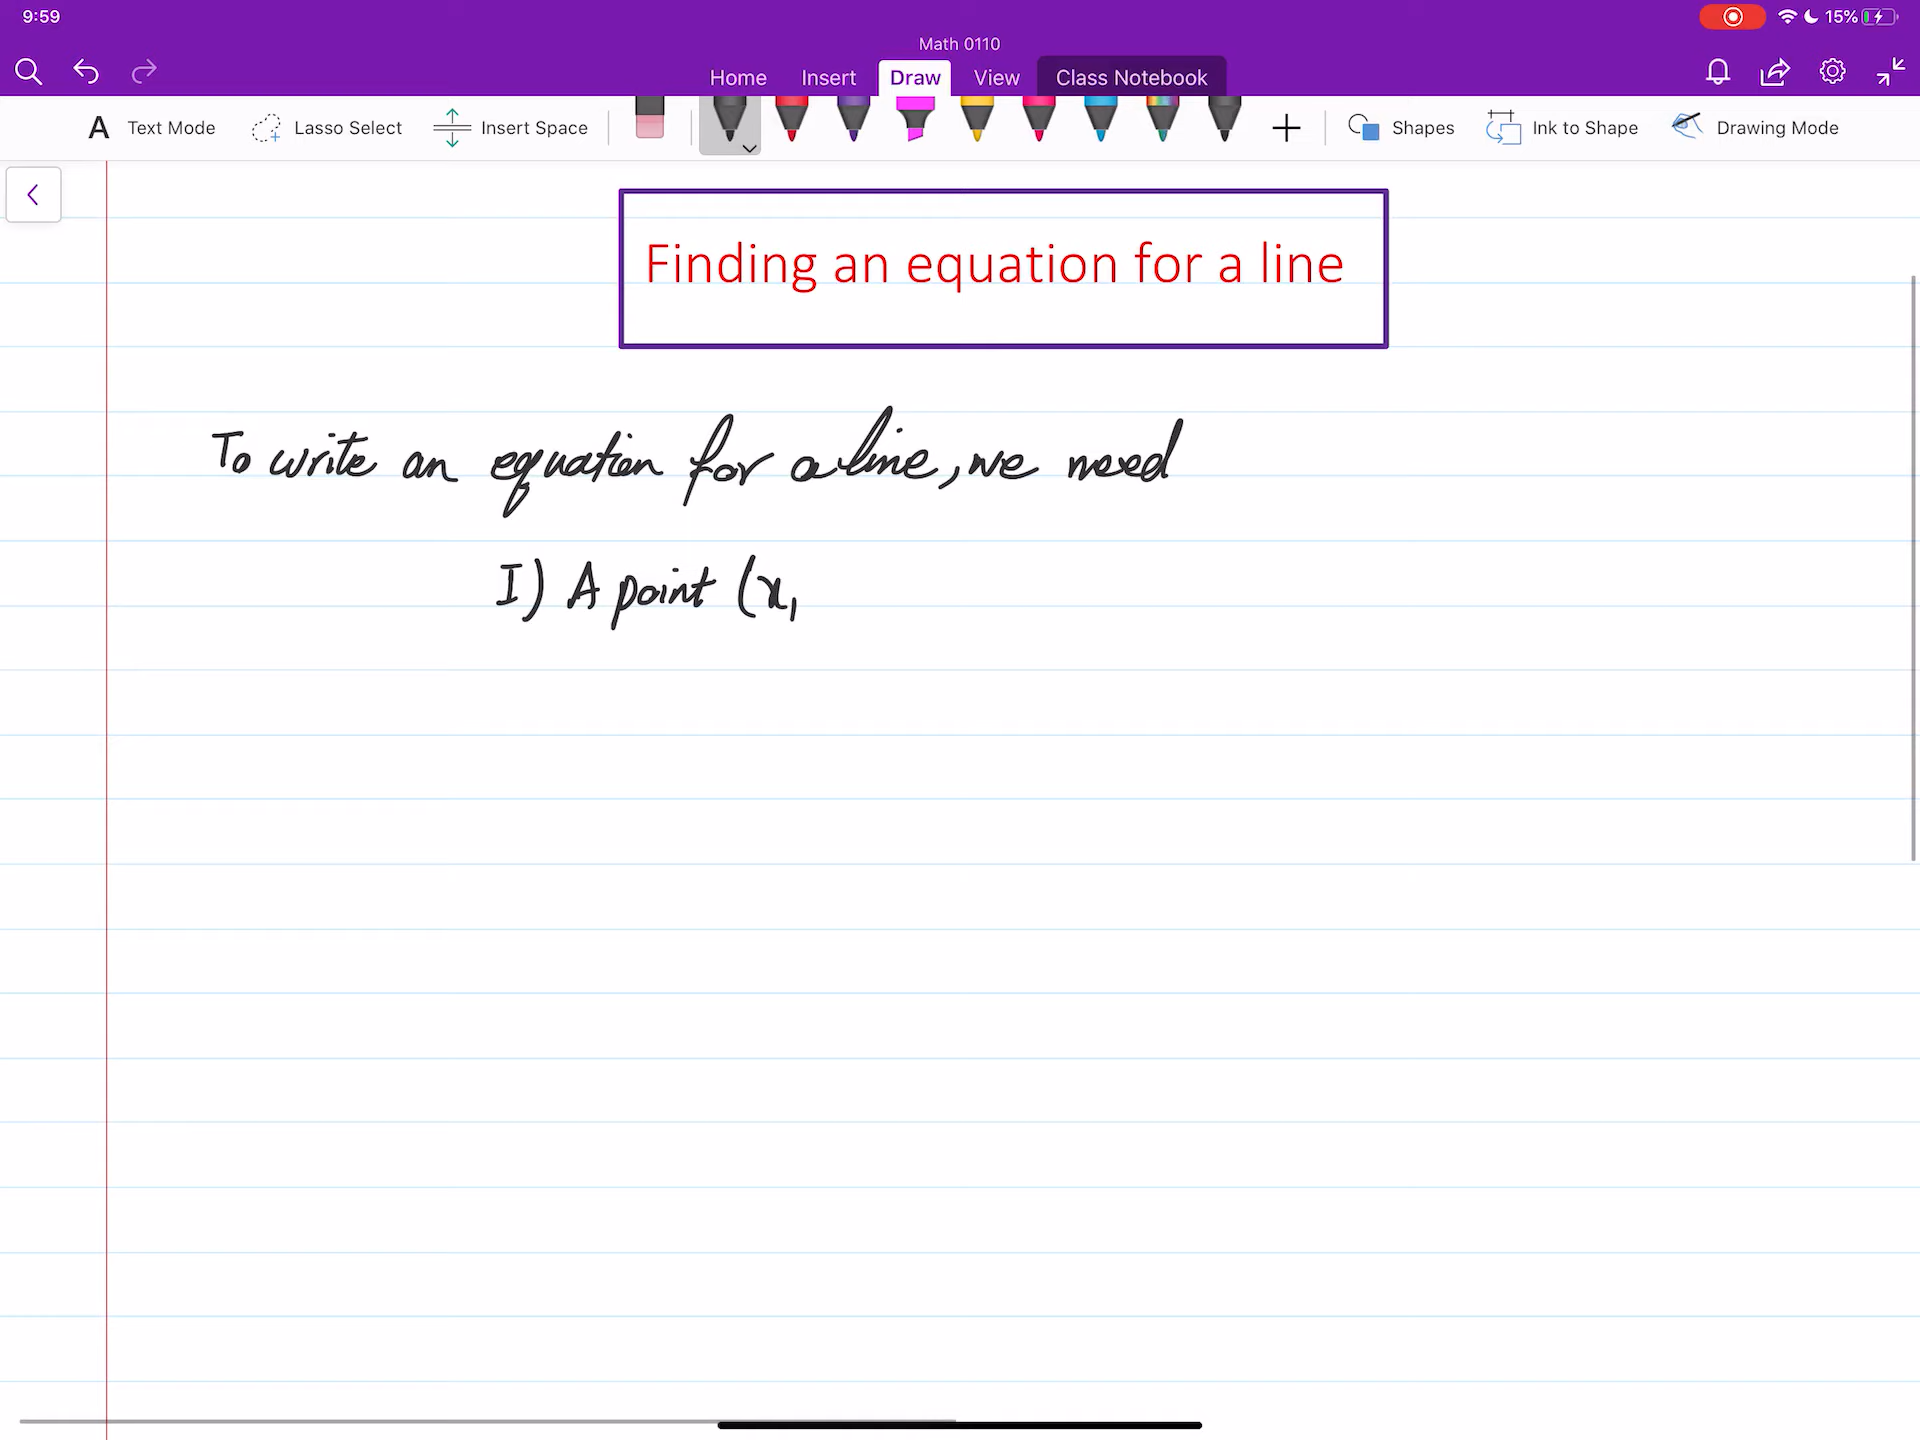 9:59
15%
Math 0110
Home Insert Draw View Class Notebook
Text Mode Lasso Select Insert Space Shapes Ink to Shape Drawing Mode
Finding an equation for a line
To write an equation for a line, we need
I) A point (x,